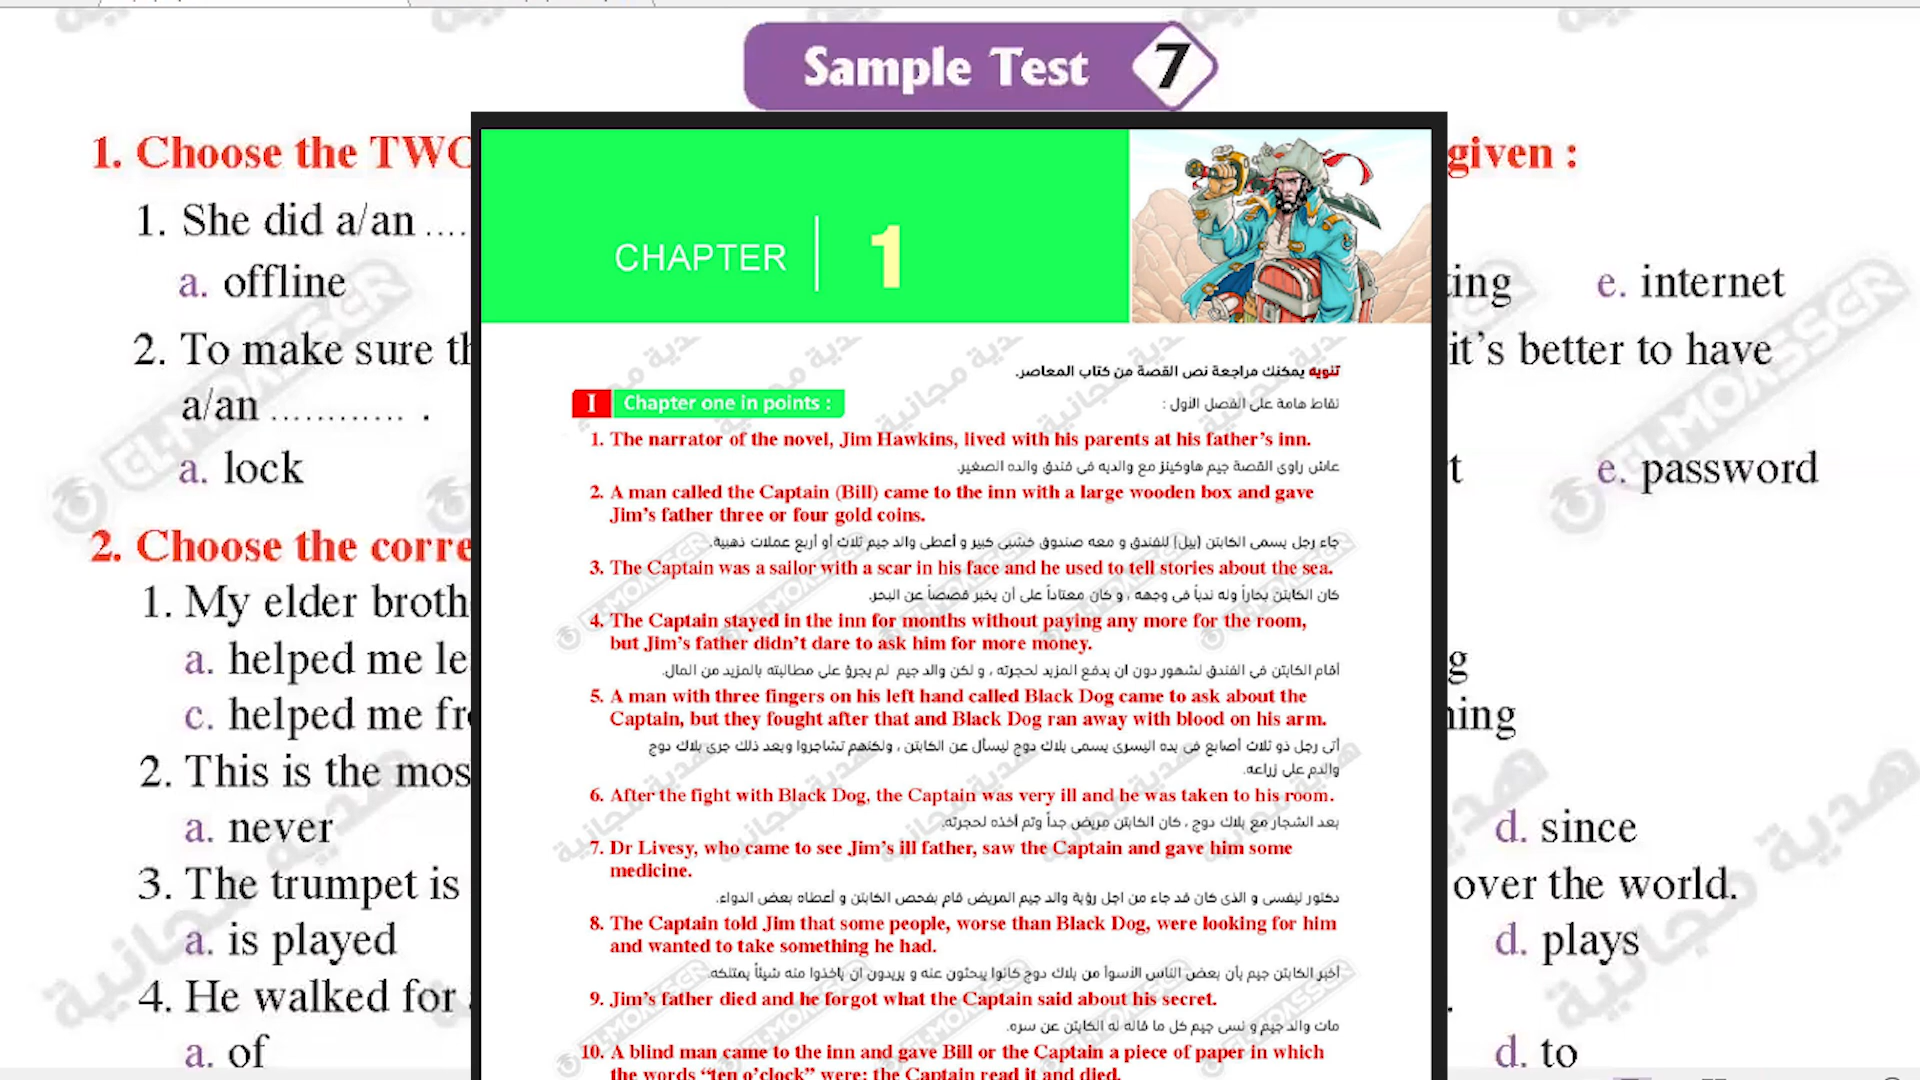 Sample Test 7
1. Choose the TWO
given :
1. She did a/an ....
a. offline
e. internet
2. To make sure th
it's better to have
a/an ............ .
a. lock
e. password
2. Choose the corre
1. My elder broth
a. helped me le
c. helped me fr
2. This is the mos
a. never
d. since
3. The trumpet is
over the world.
a. is played
d. plays
4. He walked for
a. of
d. to
CHAPTER 1
تنويه يمكنك مراجعة نص القصة من كتاب المعاصر.
I Chapter one in points :
نقاط هامة على الفصل الأول :
1. The narrator of the novel, Jim Hawkins, lived with his parents at his father's inn.
عاش راوى القصة جيم هاوكينز مع والديه فى فندق والده الصغير.
2. A man called the Captain (Bill) came to the inn with a large wooden box and gave
Jim's father three or four gold coins.
جاء رجل يسمى الكابتن (بيل) للفندق و معه صندوق خشبى كبير و أعطى والد جيم ثلاث أو أربع عملات ذهبية.
3. The Captain was a sailor with a scar in his face and he used to tell stories about the sea.
كان الكابتن بحاراً وله ندباً فى وجهه ، و كان معتاداً على أن يخبر قصصاً عن البحر.
4. The Captain stayed in the inn for months without paying any more for the room,
but Jim's father didn't dare to ask him for more money.
أقام الكابتن فى الفندق لشهور دون ان يدفع المزيد لحجرته ، و لكن والد جيم لم يجرؤ على مطالبته بالمزيد من المال.
5. A man with three fingers on his left hand called Black Dog came to ask about the
Captain, but they fought after that and Black Dog ran away with blood on his arm.
أتى رجل ذو ثلاث أصابع فى يده اليسرى يسمى بلاك دوج ليسأل عن الكابتن ، ولكنهم تشاجروا وبعد ذلك جرى بلاك دوج
والدم على زراعه.
6. After the fight with Black Dog, the Captain was very ill and he was taken to his room.
بعد الشجار مع بلاك دوج ، كان الكابتن مريض جداً وتم أخذه لحجرته.
7. Dr Livesy, who came to see Jim's ill father, saw the Captain and gave him some
medicine.
دكتور ليفسى و الذى كان قد جاء من اجل رؤية والد جيم المريض قام بفحص الكابتن و أعطاه بعض الدواء.
8. The Captain told Jim that some people, worse than Black Dog, were looking for him
and wanted to take something he had.
أخبر الكابتن جيم بأن بعض الناس الأسوأ من بلاك دوج كانوا يبحثون عنه و يريدون ان ياخذوا منه شيئاً يمتلكه.
9. Jim's father died and he forgot what the Captain said about his secret.
مات والد جيم و نسى جيم كل ما قاله له الكابتن عن سره.
10. A blind man came to the inn and gave Bill or the Captain a piece of paper in which
the words "ten o'clock" were; the Captain read it and died.